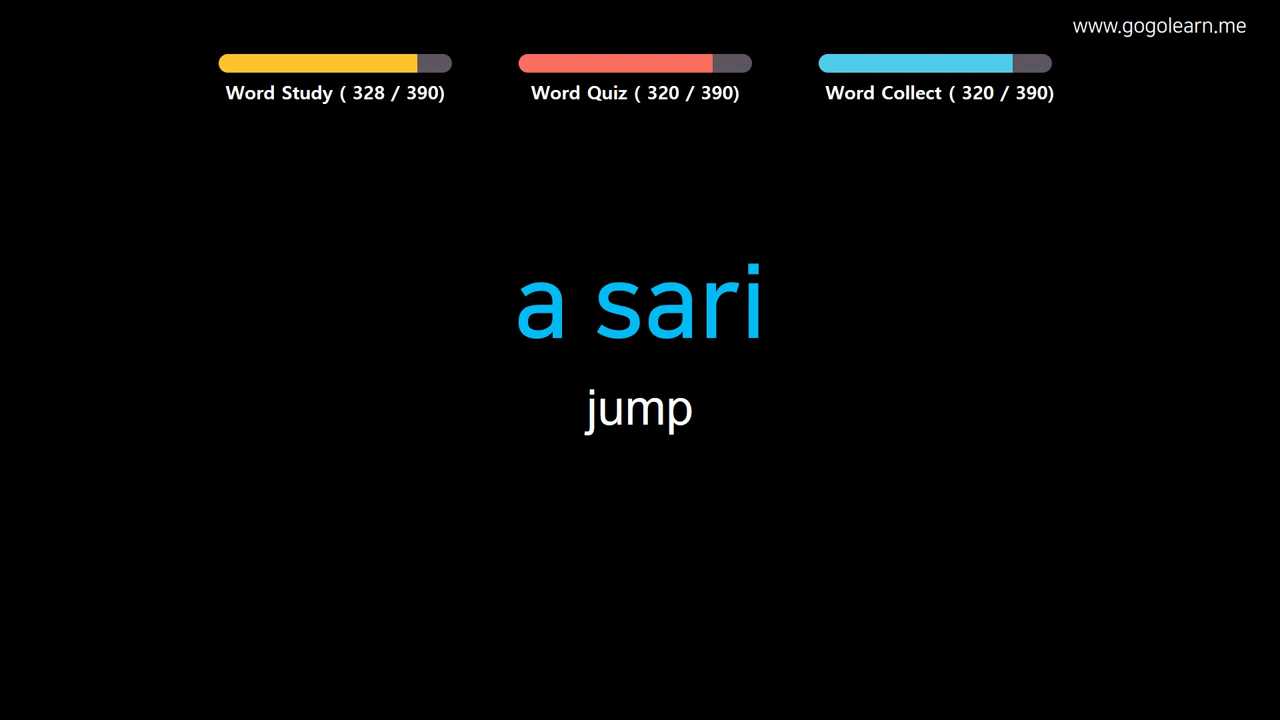 www.gogolearn.me
Word Study ( 328 / 390)
Word Quiz ( 320 / 390)
Word Collect ( 320 / 390)
a sari
jump